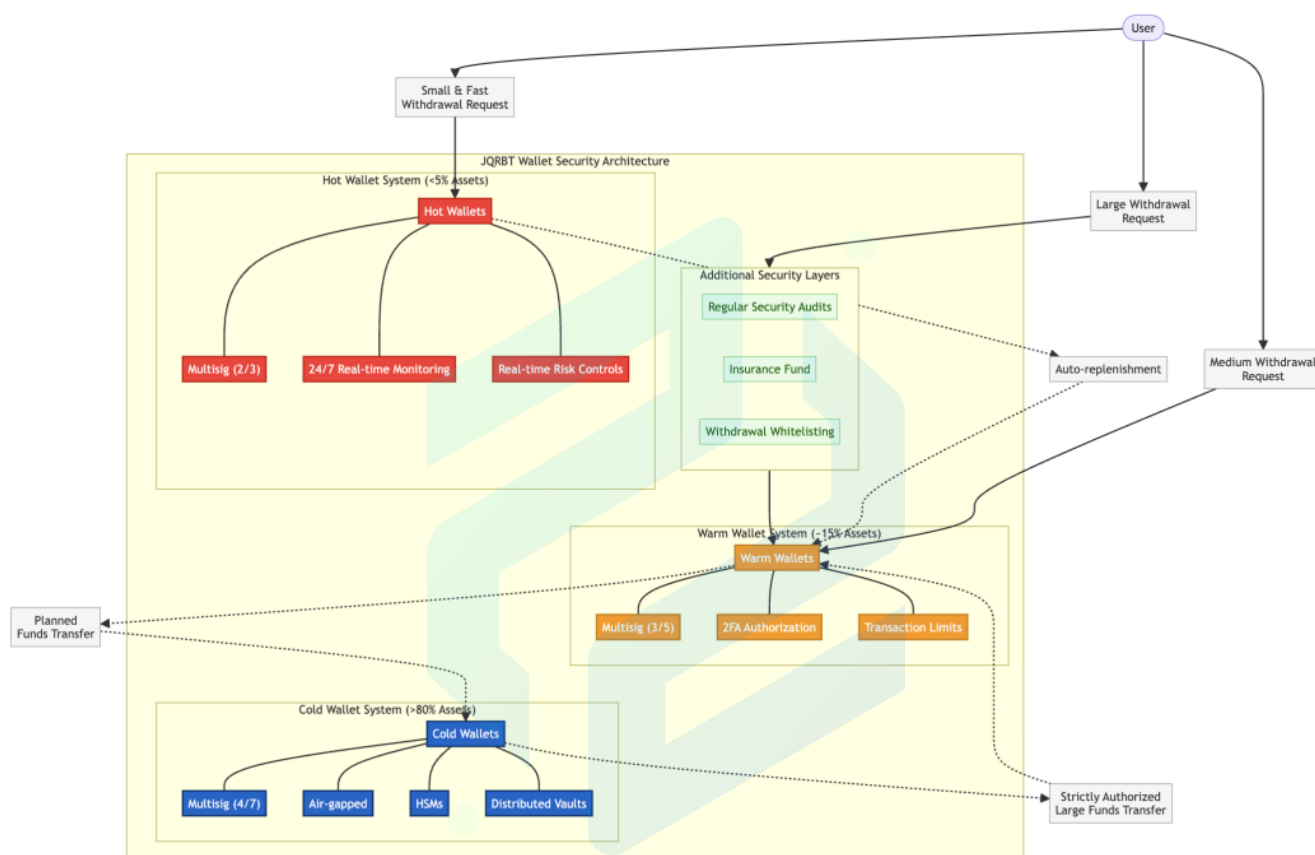 User
Small & Fast
Withdrawal Request
JQRBT Wallet Security Architecture
Hot Wallet System (<5% Assets)
Hot Wallets
Large Withdrawal
Request
Additional Security Layers
Regular Security Audits
Multisig (2/3)
24/7 Real-time Monitoring
Real-time Risk Controls
Insurance Fund
Auto-replenishment
Medium Withdrawal
Request
Withdrawal Whitelisting
Warm Wallet System (~15% Assets)
Warm Wallets
Planned
Funds Transfer
Multisig (3/5)
2FA Authorization
Transaction Limits
Cold Wallet System (>80% Assets)
Cold Wallets
Multisig (4/7)
Air-gapped
HSMs
Distributed Vaults
Strictly Authorized
Large Funds Transfer